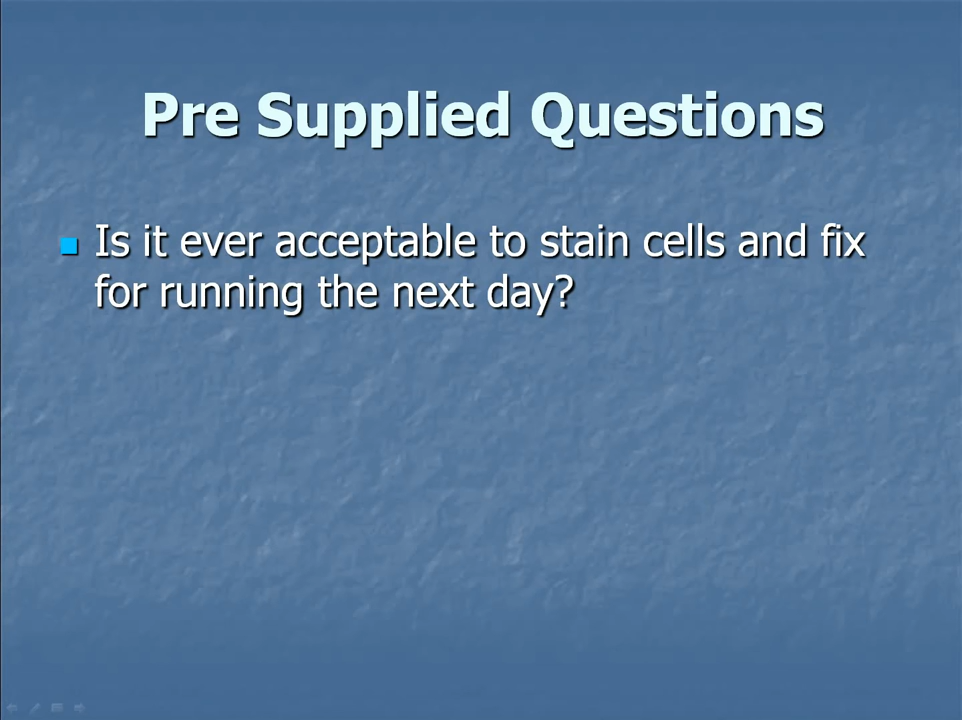 Pre Supplied Questions
Is it ever acceptable to stain cells and fix
for running the next day?